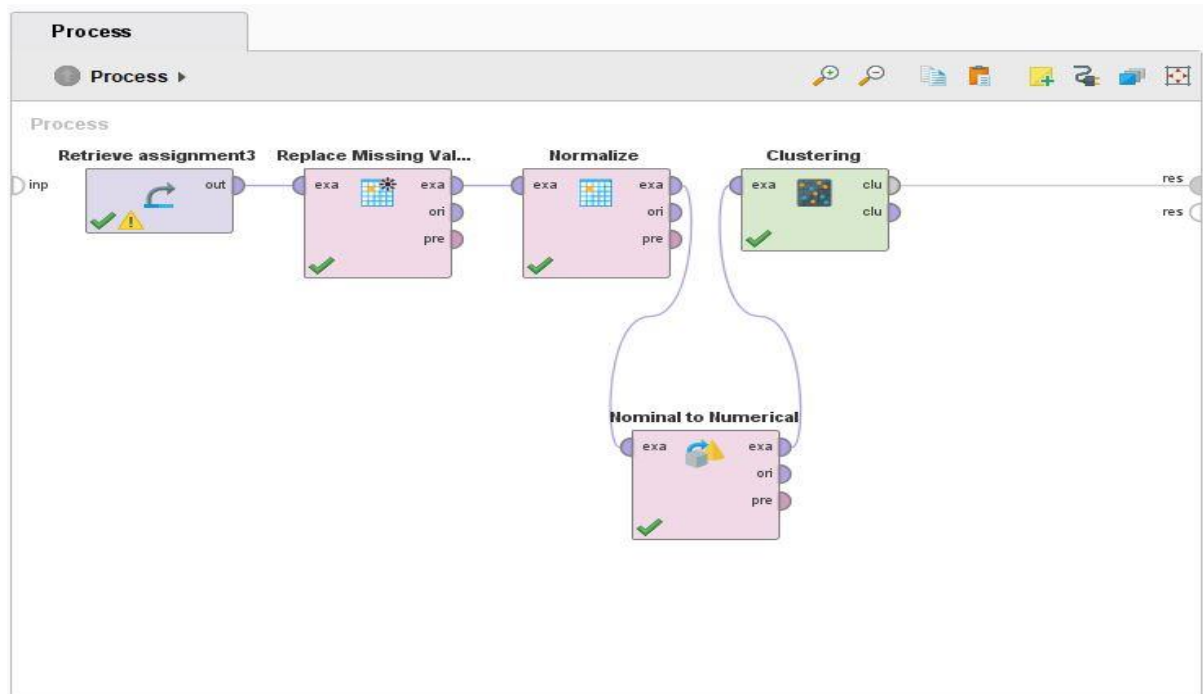 Process
Process
Process
Retrieve assignment3 Replace Missing Val... Normalize Clustering
inp out exa exa exa exa exa clu res
ori ori clu res
pre pre
Nominal to Numerical
exa exa
ori
pre